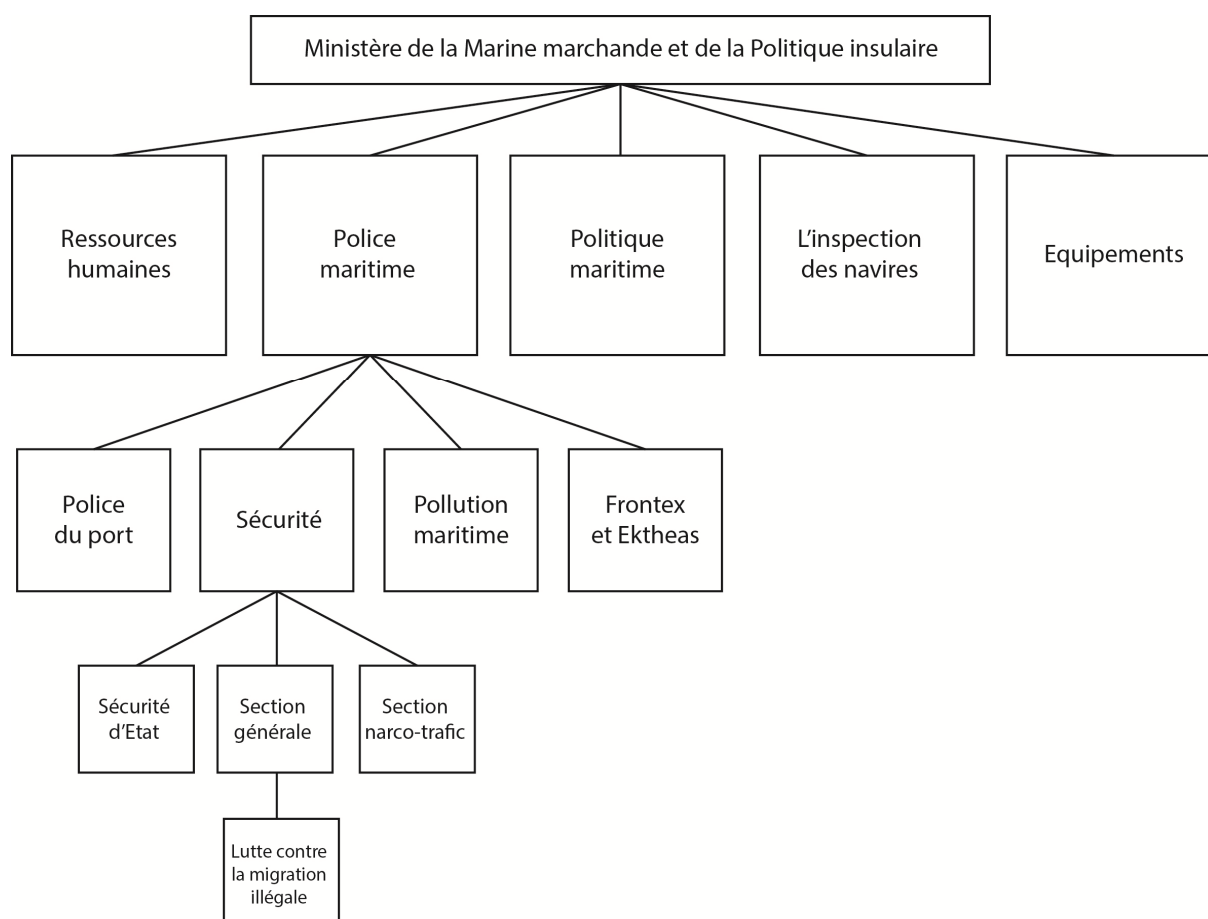 Ministère de la Marine marchande et de la Politique insulaire
Ressources
humaines
Police
maritime
Politique
maritime
L'inspection
des navires
Equipements
Police
du port
Sécurité
Pollution
maritime
Frontex
et Ektheas
Sécurité
d'Etat
Section
générale
Section
narco-trafic
Lutte contre
la migration
illégale